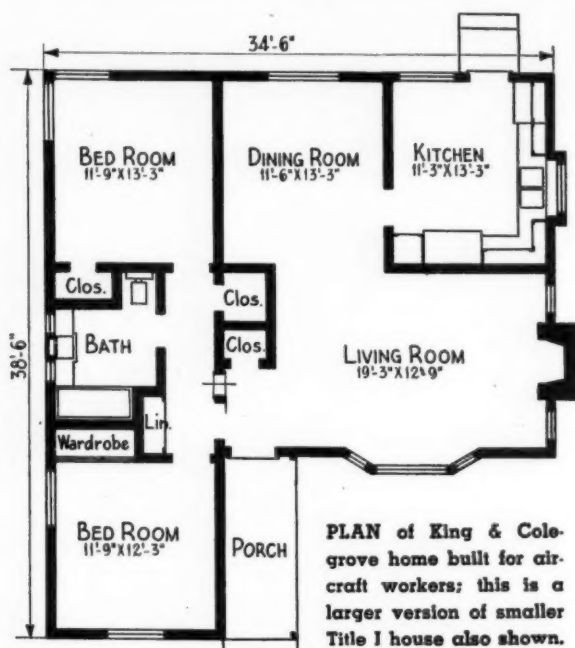 34'-6"
38'-6"
BED ROOM
11'-9"X13'-3"
DINING ROOM
11'-6"X13'-3"
KITCHEN
11'-3"X13'-3"
Clos.
Clos.
BATH
Clos.
LIVING ROOM
19'-3"X12'9"
Lin.
Wardrobe
BED ROOM
11'-9"X12'-3"
PORCH
PLAN of King & Cole-
grove home built for air-
craft workers; this is a
larger version of smaller
Title I house also shown.